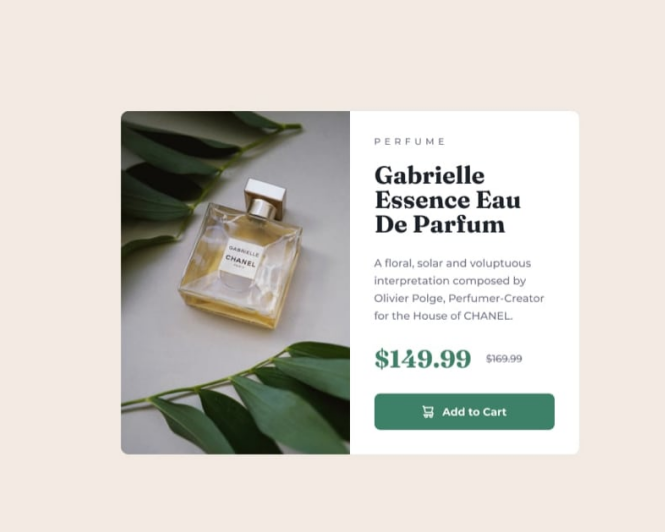 GABRIELLE
CHANEL
PERFUME
Gabrielle
Essence Eau
De Parfum
A floral, solar and voluptuous
interpretation composed by
Olivier Polge, Perfumer-Creator
for the House of CHANEL.
$149.99 $169.99
Add to Cart